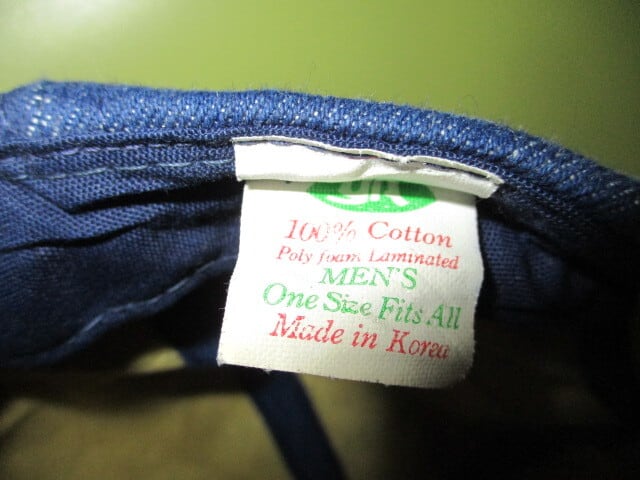 100% Cotton
Poly foam Laminated
MEN'S
One Size Fits All
Made in Korea